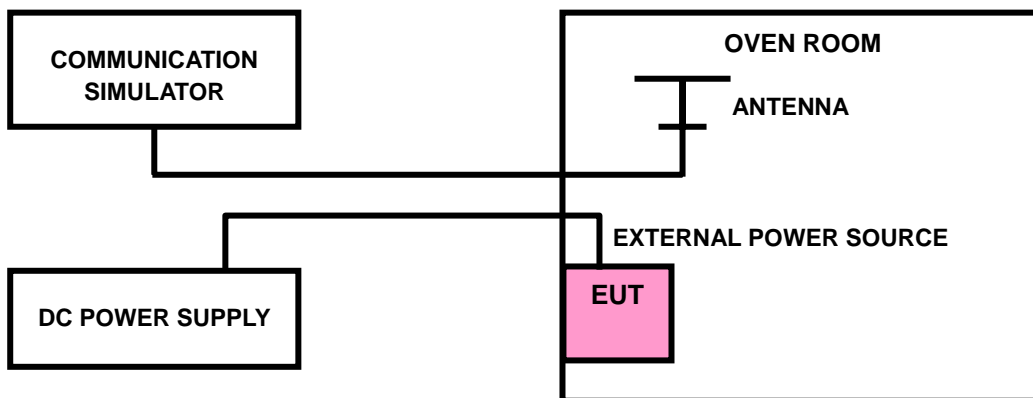 COMMUNICATION
SIMULATOR
OVEN ROOM
ANTENNA
EXTERNAL POWER SOURCE
DC POWER SUPPLY
EUT